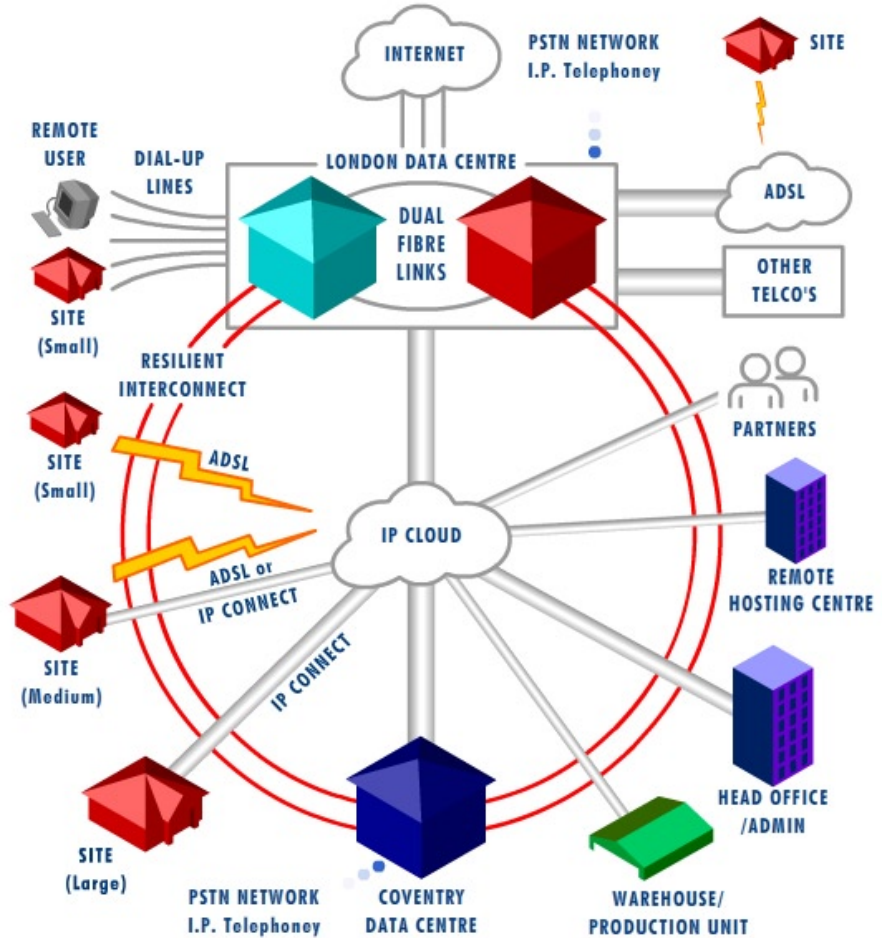 INTERNET
PSTN NETWORK
I.P. Telephoney
SITE
REMOTE
USER
DIAL-UP
LINES
LONDON DATA CENTRE
ADSL
DUAL
FIBRE
LINKS
OTHER
TELCO'S
SITE
(Small)
RESILIENT
INTERCONNECT
PARTNERS
SITE
(Small)
ADSL
IP CLOUD
REMOTE
HOSTING CENTRE
ADSL or
IP CONNECT
SITE
(Medium)
IP CONNECT
HEAD OFFICE
/ADMIN
SITE
(Large)
PSTN NETWORK
I.P. Telephoney
COVENTRY
DATA CENTRE
WAREHOUSE/
PRODUCTION UNIT